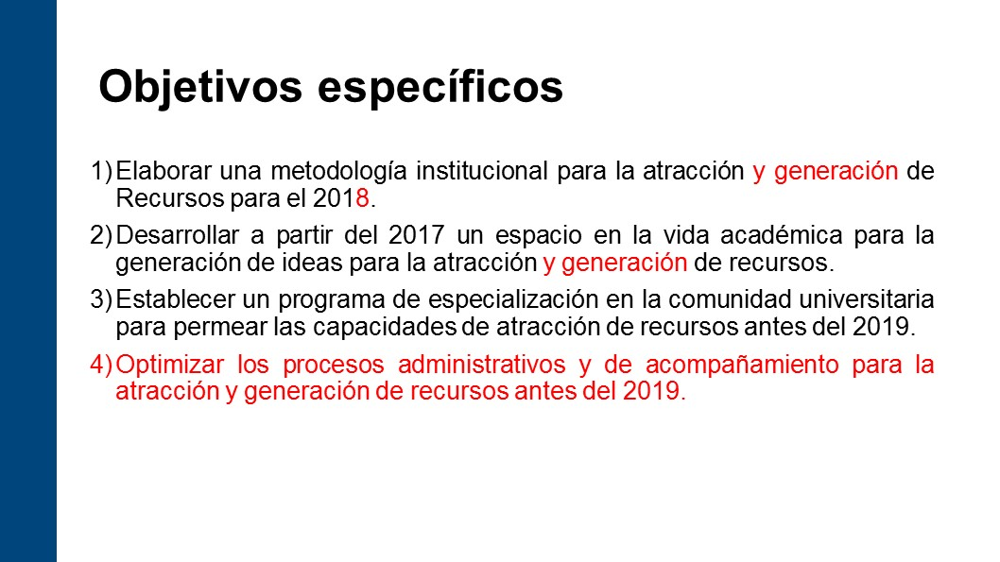 Objetivos específicos
1) Elaborar una metodología institucional para la atracción y generación de
Recursos para el 2018.
2) Desarrollar a partir del 2017 un espacio en la vida académica para la
generación de ideas para la atracción y generación de recursos.
3) Establecer un programa de especialización en la comunidad universitaria
para permear las capacidades de atracción de recursos antes del 2019.
4) Optimizar los procesos administrativos y de acompañamiento para la
atracción y generación de recursos antes del 2019.